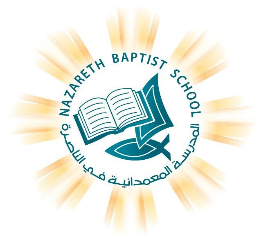 NAZARETH BAPTIST SCHOOL
المدرسة المعمدانية في الناصرة